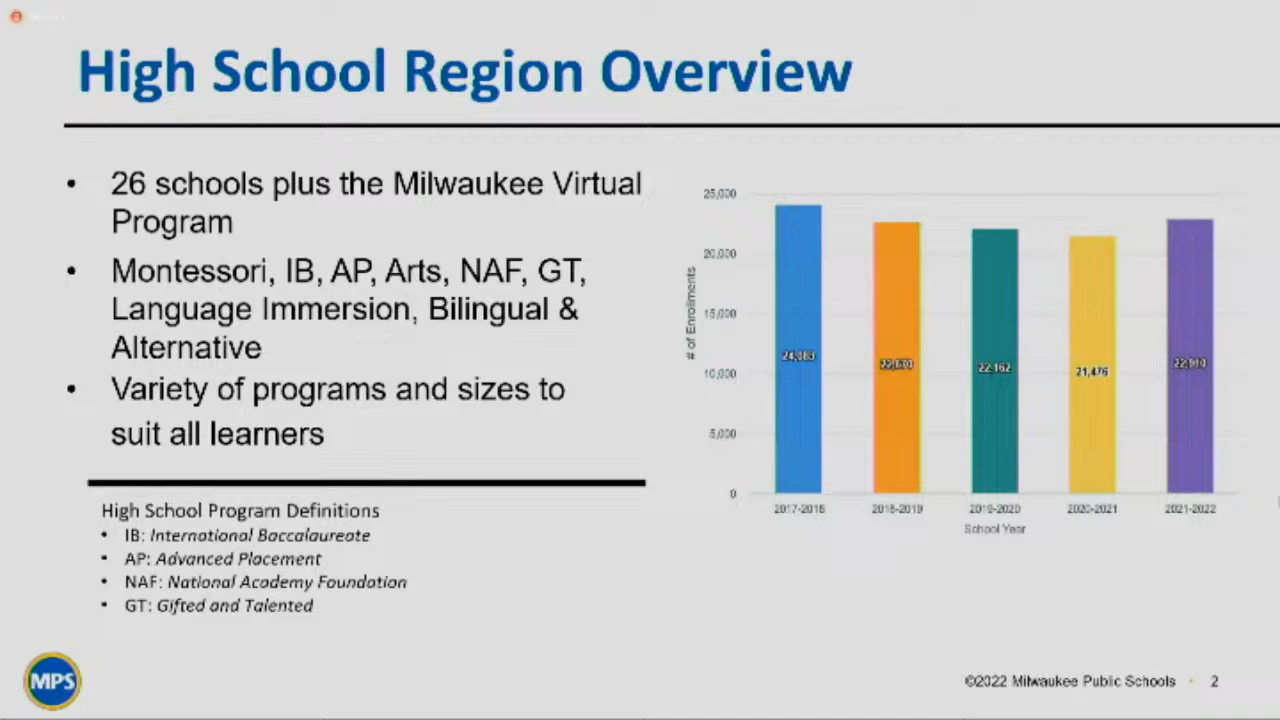 High School Region Overview
• 26 schools plus the Milwaukee Virtual
Program
• Montessori, IB, AP, Arts, NAF, GT,
Language Immersion, Bilingual &
Alternative
• Variety of programs and sizes to
suit all learners
High School Program Definitions
• IB: International Baccalaureate
• AP: Advanced Placement
• NAF: National Academy Foundation
• GT: Gifted and Talented
# of Enrollments
25,000
20,000
15,000
10,000
5,000
0
22,162
21,476
22,910
2017-2018
2018-2019
2019-2020
2020-2021
2021-2022
School Year
MPS
©2022 Milwaukee Public Schools • 2